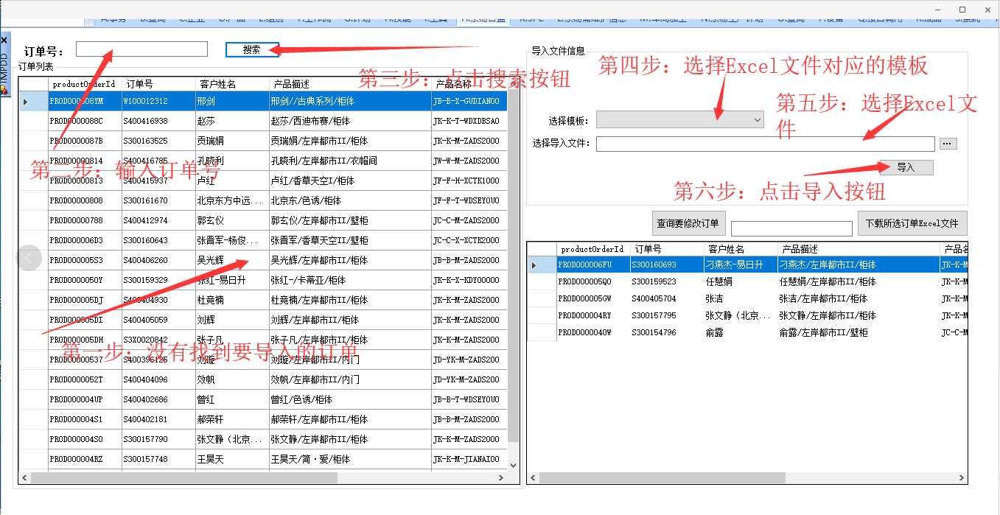 IMPDD
订单号：
搜索
订单列表
productOrderId 订单号 客户姓名 产品描述 产品名称
PROD000008YM W100012312 邢剑 邢剑//古典系列/柜体 JB-B-X-GUDIAN00
PROD0000088C S400416938 赵莎 赵莎/西迪布赛/柜体 JK-K-T-WDXDBSA0
PROD0000087B S300163525 贡瑞娟 贡瑞娟/左岸都市II/柜体 JK-K-M-ZADS2000
PROD00000814 S400416785 孔晓利 孔晓利/左岸都市II/衣帽间 JW-W-M-ZADS2000
PROD00000813 S400415937 卢红 卢红/香草天空I/柜体 JF-F-H-XCTK1000
PROD00000808 S300161670 北京东方中远... 北京东/色诱/柜体 JF-F-T-WDSEY0U0
PROD00000788 S400412974 郭玄仪 郭玄仪/左岸都市II/壁柜 JC-C-M-ZADS2000
PROD000006D3 S300160643 张晋军-杨俊... 张晋军/香草天空II/壁柜 JC-C-X-XCTK2000
PROD000005S3 S400406260 吴光辉 吴光辉/左岸都市II/柜体 JB-B-M-ZADS2000
PROD0000050Y S300159329 张红-易日升 张红-/卡蒂亚/柜体 JK-K-X-KDY00000
PROD000005DJ S400404930 杜竞楠 杜竞楠/左岸都市II/柜体 JK-K-M-ZADS2000
PROD000005DI S400405059 刘辉 刘辉/左岸都市II/柜体 JK-K-M-ZADS2000
PROD000005DH S3X0020842 张子凡 张子凡/左岸都市II/柜体 JK-K-M-ZADS2000
PROD00000537 S400396125 刘璇 刘璇/左岸都市II/内门 JD-YK-M-ZADS200
PROD0000052T S400404096 效帆 效帆/左岸都市II/内门 JD-YK-M-ZADS200
PROD000004UP S400402686 曾红 曾红/色诱/柜体 JB-B-T-WDSEY0U0
PROD000004S1 S400402181 郝荣轩 郝荣轩/左岸都市II/柜体 JB-B-M-ZADS2000
PROD000004S0 S300157790 张文静（北京... 张文静/左岸都市II/柜体 JK-K-M-ZADS2000
PROD000004RZ S300157748 王昊天 王昊天/简·爱/柜体 JK-K-M-JIANAI00
第一步：没有找到要导入的订单
第二步：输入订单号
第三步：点击搜索按钮
导入文件信息
第四步：选择Excel文件对应的模板
第五步：选择Excel文
件
选择模板：
选择导入文件：
...
导入
第六步：点击导入按钮
查询要修改订单
下载所选订单Excel文件
productOrderId 订单号 客户姓名 产品描述 产品名
PROD000006FU S300160693 刁燕杰-易日升 刁燕杰/左岸都市II/柜体 JK-K-M
PROD000005Q0 S300159523 任慧娟 任慧娟/左岸都市II/柜体 JK-K-M
PROD000005GW S400405704 张洁 张洁/左岸都市II/柜体 JK-K-M
PROD000004RY S300157795 张文静（北京... 张文静/左岸都市II/柜体 JK-K-M
PROD0000040W S300154796 俞露 俞露/左岸都市II/壁柜 JC-C-M